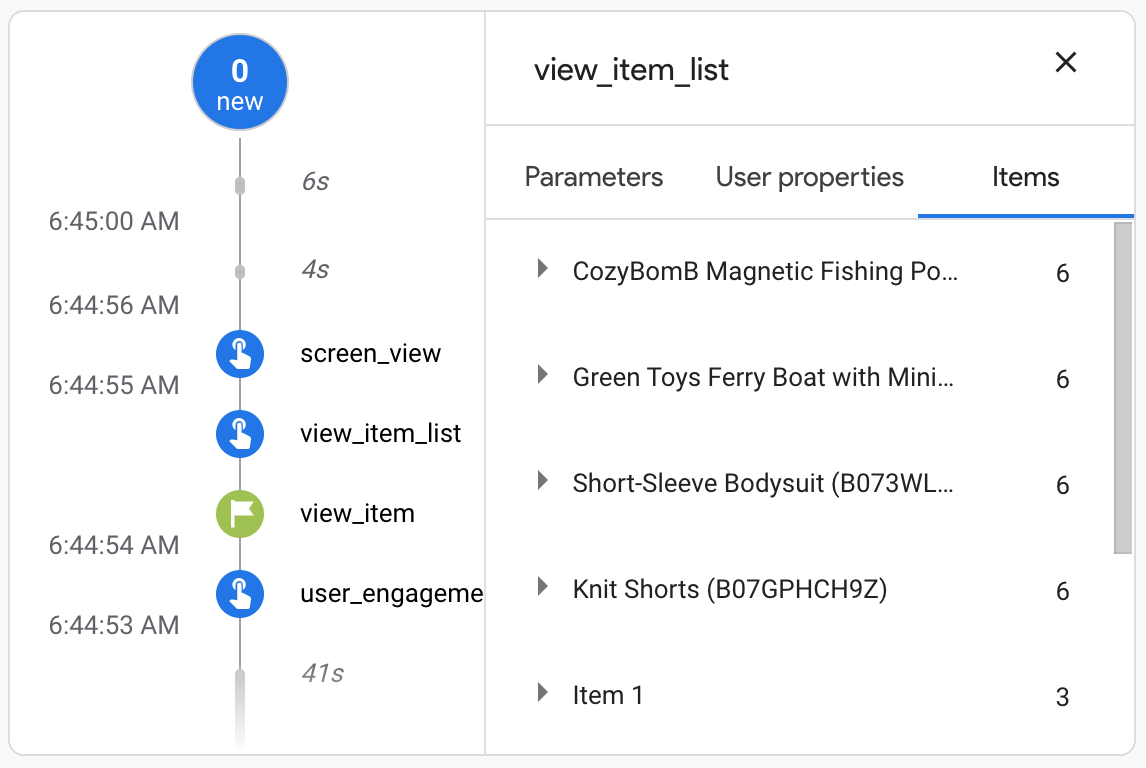 0
new
6s
6:45:00 AM
4s
6:44:56 AM
screen_view
6:44:55 AM
view_item_list
view_item
6:44:54 AM
user_engageme
6:44:53 AM
41s
view_item_list
Parameters User properties Items
CozyBomB Magnetic Fishing Po... 6
Green Toys Ferry Boat with Mini... 6
Short-Sleeve Bodysuit (B073WL... 6
Knit Shorts (B07GPHCH9Z) 6
Item 1 3